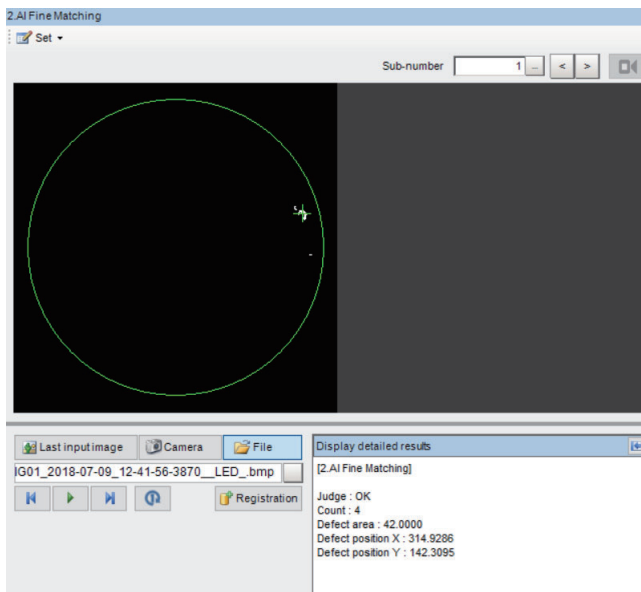 2.AI Fine Matching
Set
Sub-number 1 ... < >
Last input image Camera File
IG01_2018-07-09_12-41-56-3870__LED_.bmp
Registration
Display detailed results
[2.AI Fine Matching]
Judge : OK
Count : 4
Defect area : 42.0000
Defect position X : 314.9286
Defect position Y : 142.3095